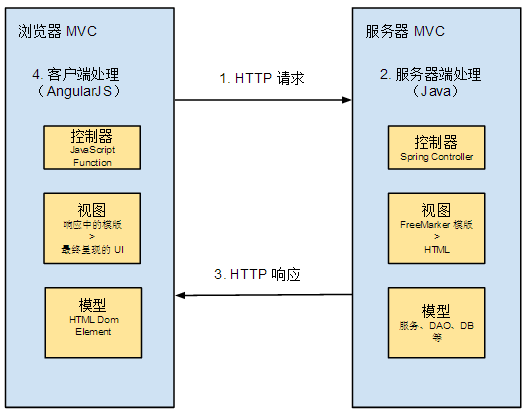 浏览器 MVC
4. 客户端处理
（AngularJS）
控制器
JavaScript
Function
视图
响应中的模版
>
最终呈现的 UI
模型
HTML Dom
Element
1. HTTP 请求
3. HTTP 响应
服务器 MVC
2. 服务器端处理
（Java）
控制器
Spring Controller
视图
FreeMarker 模版
>
HTML
模型
服务、DAO、DB
等